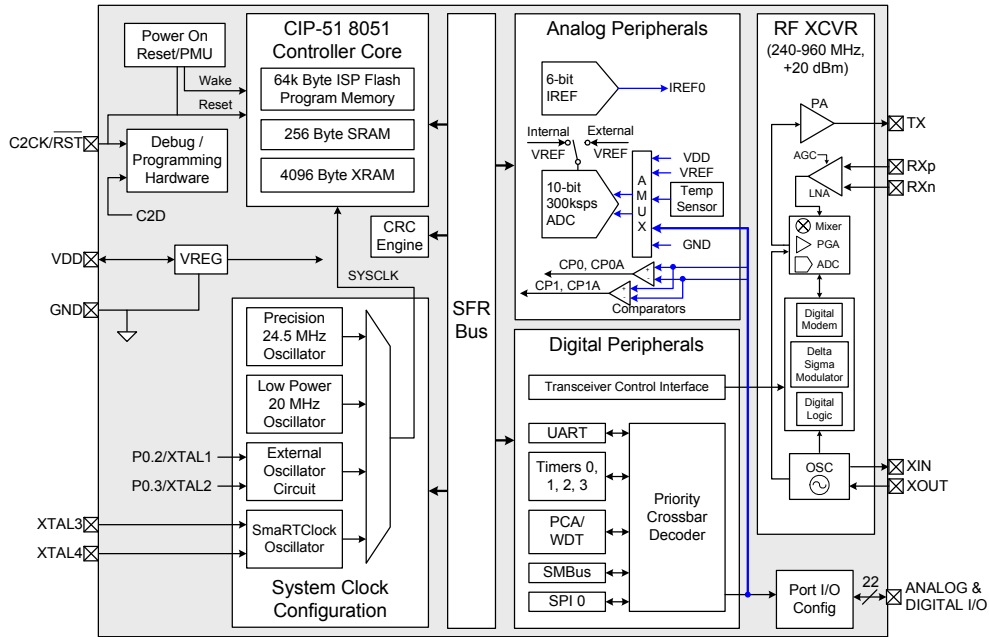 Power On
Reset/PMU
Wake
Reset
C2CK/RST
Debug /
Programming
Hardware
C2D
VDD
VREG
GND
CIP-51 8051
Controller Core
64k Byte ISP Flash
Program Memory
256 Byte SRAM
4096 Byte XRAM
CRC
Engine
SYSCLK
Precision
24.5 MHz
Oscillator
Low Power
20 MHz
Oscillator
P0.2/XTAL1
P0.3/XTAL2
External
Oscillator
Circuit
XTAL3
XTAL4
SmaRTClock
Oscillator
System Clock
Configuration
SFR
Bus
Analog Peripherals
6-bit
IREF
IREF0
Internal
VREF
External
VREF
10-bit
300ksps
ADC
A
M
U
X
VDD
VREF
Temp
Sensor
GND
CP0, CP0A
+
-
CP1, CP1A
+
-
Comparators
Digital Peripherals
Transceiver Control Interface
UART
Timers 0,
1, 2, 3
PCA/
WDT
SMBus
SPI 0
Priority
Crossbar
Decoder
RF XCVR
(240-960 MHz,
+20 dBm)
PA
TX
AGC
LNA
RXp
RXn
Mixer
PGA
ADC
Digital
Modem
Delta
Sigma
Modulator
Digital
Logic
OSC
XIN
XOUT
Port I/O
Config
22
ANALOG &
DIGITAL I/O